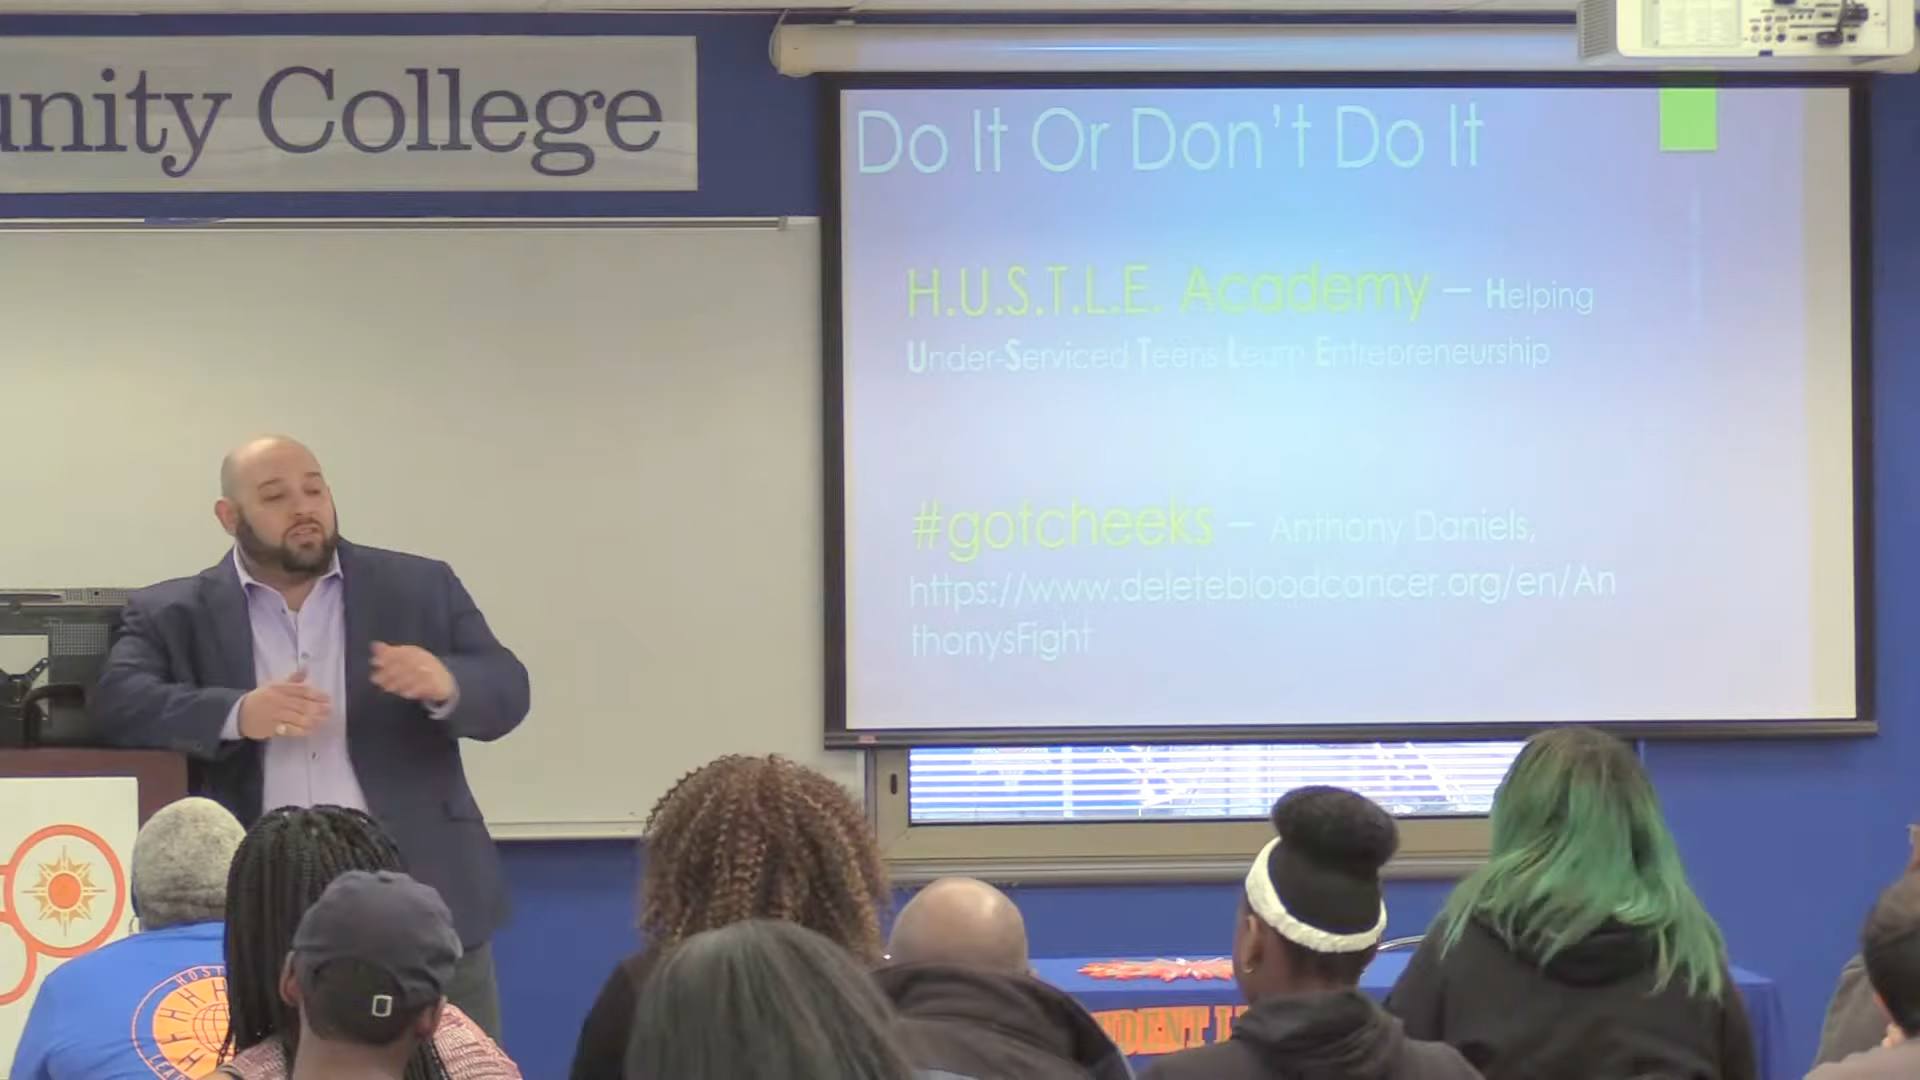 unity College
Do It Or Don't Do It
H.U.S.T.L.E. Academy – Helping
Under-Serviced Teens Learn Entrepreneurship
#gotcheeks – Anthony Daniels,
https://www.deletebloodcancer.org/en/An
thonysFight
HOST